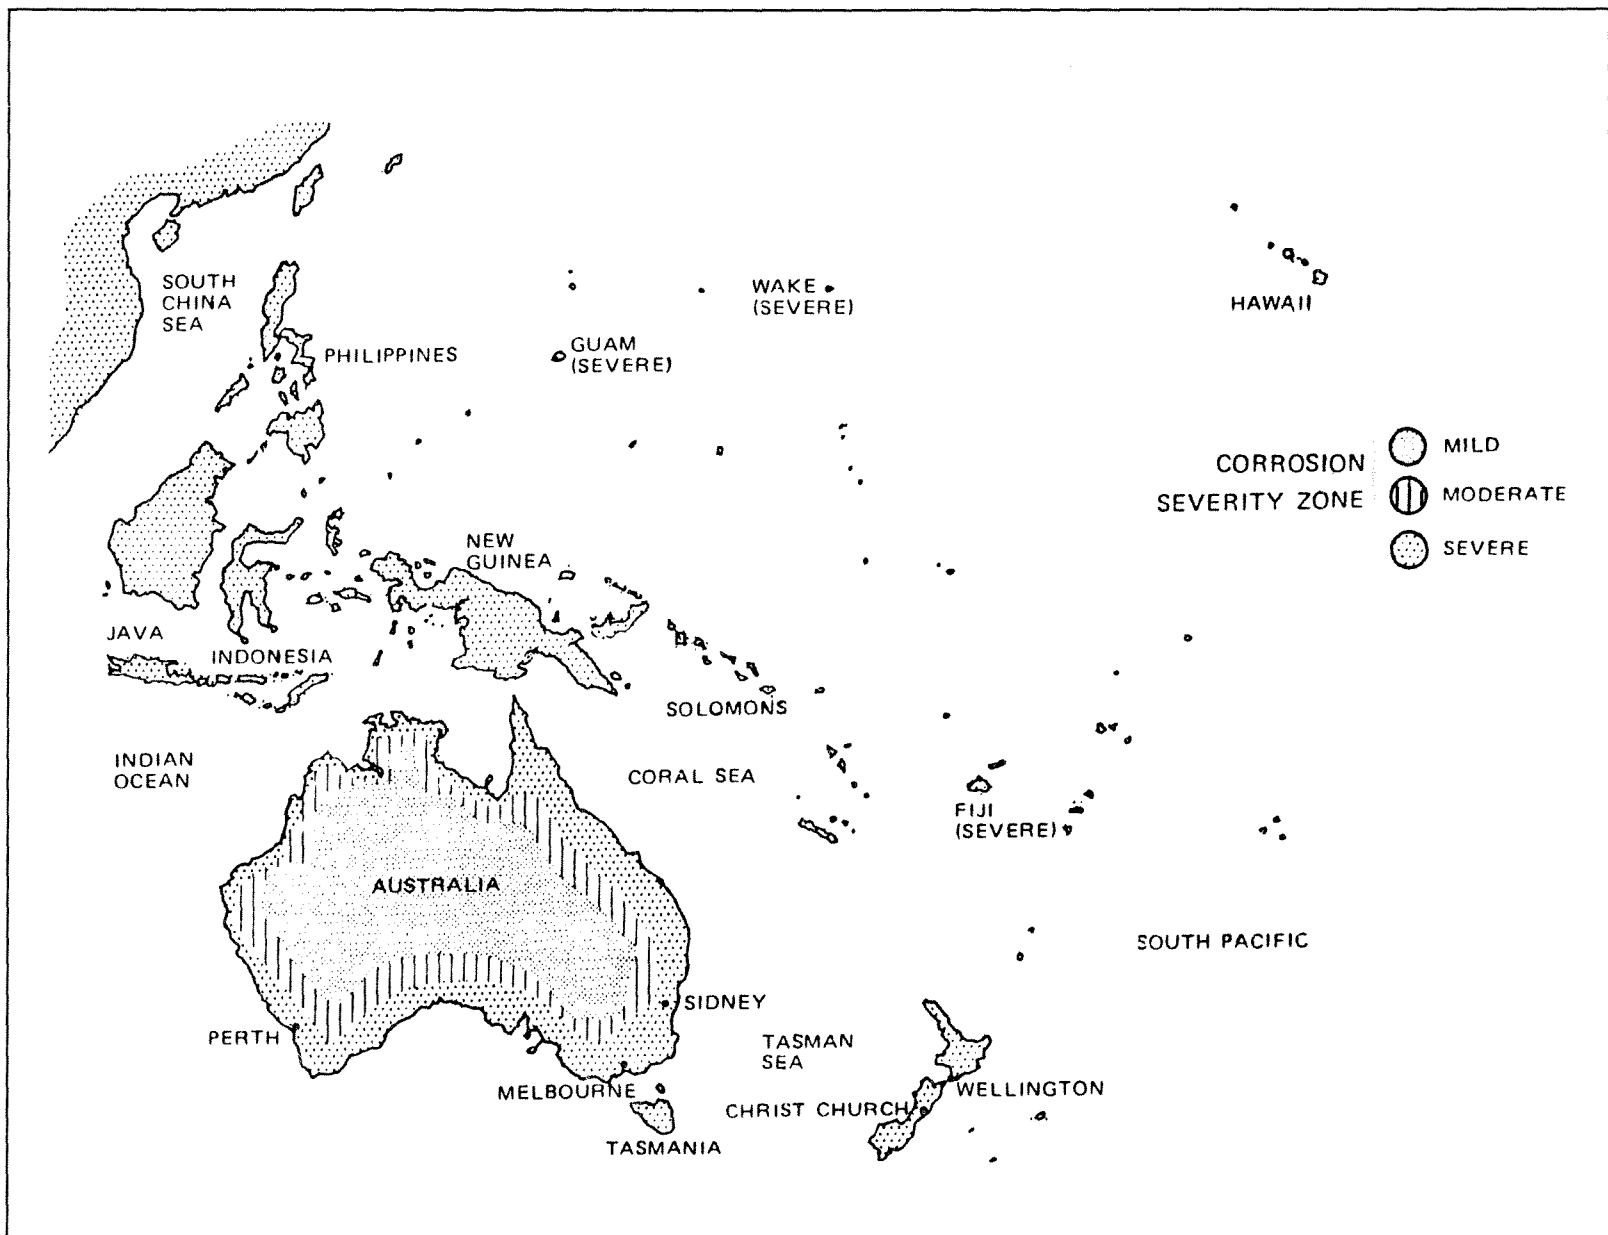 SOUTH
CHINA
SEA
PHILIPPINES
WAKE
(SEVERE)
GUAM
(SEVERE)
HAWAII
CORROSION
SEVERITY ZONE
MILD
MODERATE
SEVERE
NEW
GUINEA
JAVA
INDONESIA
SOLOMONS
INDIAN
OCEAN
CORAL SEA
FIJI
(SEVERE)
AUSTRALIA
SOUTH PACIFIC
SIDNEY
PERTH
TASMAN
SEA
MELBOURNE
WELLINGTON
CHRIST CHURCH
TASMANIA